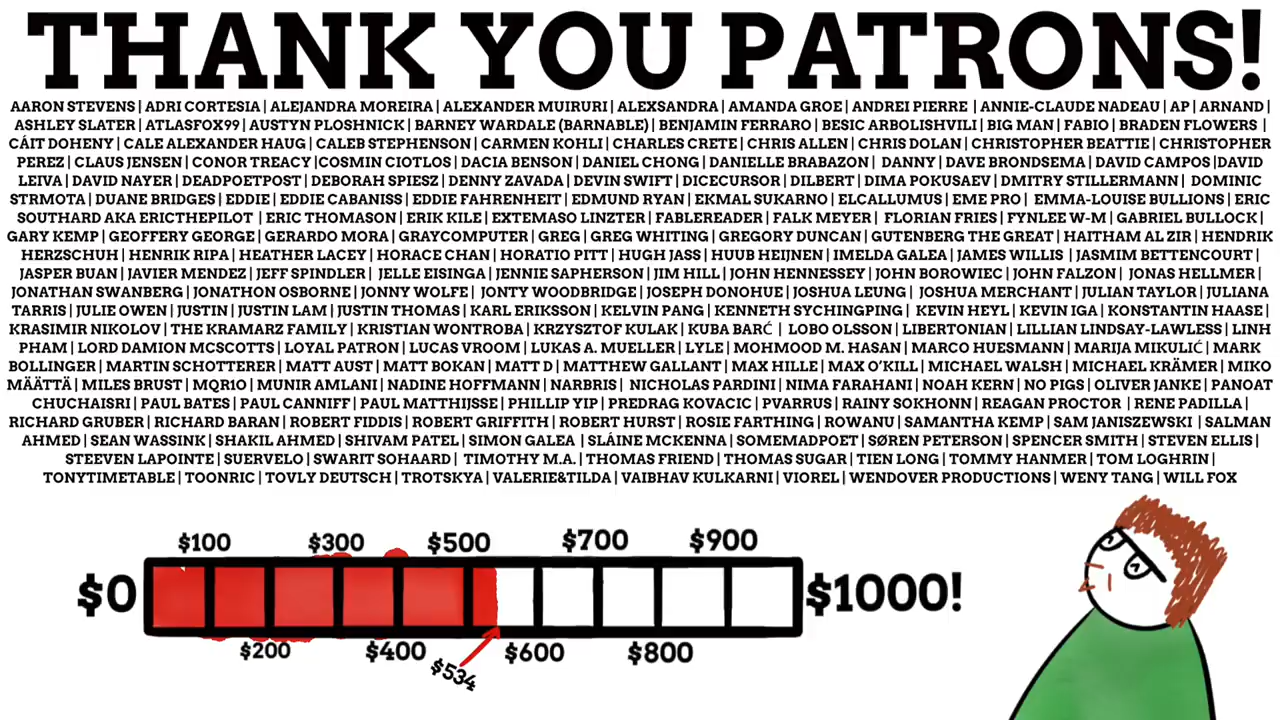 THANK YOU PATRONS!
AARON STEVENS | ADRI CORTESIA | ALEJANDRA MOREIRA | ALEXANDER MUIRURI | ALEXSANDRA | AMANDA GROE | ANDREI PIERRE | ANNIE-CLAUDE NADEAU | AP | ARNAND |
ASHLEY SLATER | ATLASFOX99 | AUSTYN PLOSHNICK | BARNEY WARDALE (BARNABLE) | BENJAMIN FERRARO | BESIC ARBOLISHVILI | BIG MAN | FABIO | BRADEN FLOWERS |
CÁIT DOHENY | CALE ALEXANDER HAUG | CALEB STEPHENSON | CARMEN KOHLI | CHARLES CRETE | CHRIS ALLEN | CHRIS DOLAN | CHRISTOPHER BEATTIE | CHRISTOPHER
PEREZ | CLAUS JENSEN | CONOR TREACY |COSMIN CIOTLOS | DACIA BENSON | DANIEL CHONG | DANIELLE BRABAZON | DANNY | DAVE BRONDSEMA | DAVID CAMPOS |DAVID
LEIVA | DAVID NAYER | DEADPOETPOST | DEBORAH SPIESZ | DENNY ZAVADA | DEVIN SWIFT | DICECURSOR | DILBERT | DIMA POKUSAEV | DMITRY STILLERMANN | DOMINIC
STRMOTA | DUANE BRIDGES | EDDIE | EDDIE CABANISS | EDDIE FAHRENHEIT | EDMUND RYAN | EKMAL SUKARNO | ELCALLUMUS | EME PRO | EMMA-LOUISE BULLIONS | ERIC
SOUTHARD AKA ERICTHEPILOT | ERIC THOMASON | ERIK KILE | EXTEMASO LINZTER | FABLEREADER | FALK MEYER | FLORIAN FRIES | FYNLEE W-M | GABRIEL BULLOCK |
GARY KEMP | GEOFFERY GEORGE | GERARDO MORA | GRAYCOMPUTER | GREG | GREG WHITING | GREGORY DUNCAN | GUTENBERG THE GREAT | HAITHAM AL ZIR | HENDRIK
HERZSCHUH | HENRIK RIPA | HEATHER LACEY | HORACE CHAN | HORATIO PITT | HUGH JASS | HUUB HEIJNEN | IMELDA GALEA | JAMES WILLIS | JASMIM BETTENCOURT |
JASPER BUAN | JAVIER MENDEZ | JEFF SPINDLER | JELLE EISINGA | JENNIE SAPHERSON | JIM HILL | JOHN HENNESSEY | JOHN BOROWIEC | JOHN FALZON | JONAS HELLMER |
JONATHAN SWANBERG | JONATHON OSBORNE | JONNY WOLFE | JONTY WOODBRIDGE | JOSEPH DONOHUE | JOSHUA LEUNG | JOSHUA MERCHANT | JULIAN TAYLOR | JULIANA
TARRIS | JULIE OWEN | JUSTIN | JUSTIN LAM | JUSTIN THOMAS | KARL ERIKSSON | KELVIN PANG | KENNETH SYCHINGPING | KEVIN HEYL | KEVIN IGA | KONSTANTIN HAASE |
KRASIMIR NIKOLOV | THE KRAMARZ FAMILY | KRISTIAN WONTROBA | KRZYSZTOF KULAK | KUBA BARĆ | LOBO OLSSON | LIBERTONIAN | LILLIAN LINDSAY-LAWLESS | LINH
PHAM | LORD DAMION MCSCOTTS | LOYAL PATRON | LUCAS VROOM | LUKAS A. MUELLER | LYLE | MOHMOOD M. HASAN | MARCO HUESMANN | MARIJA MIKULIĆ | MARK
BOLLINGER | MARTIN SCHOTTERER | MATT AUST | MATT BOKAN | MATT D | MATTHEW GALLANT | MAX HILLE | MAX O'KILL | MICHAEL WALSH | MICHAEL KRÄMER | MIKO
MÄÄTTÄ | MILES BRUST | MQR10 | MUNIR AMLANI | NADINE HOFFMANN | NARBRIS | NICHOLAS PARDINI | NIMA FARAHANI | NOAH KERN | NO PIGS | OLIVER JANKE | PANOAT
CHUCHAISRI | PAUL BATES | PAUL CANNIFF | PAUL MATTHIJSSE | PHILLIP YIP | PREDRAG KOVACIC | PVARRUS | RAINY SOKHONN | REAGAN PROCTOR | RENE PADILLA |
RICHARD GRUBER | RICHARD BARAN | ROBERT FIDDIS | ROBERT GRIFFITH | ROBERT HURST | ROSIE FARTHING | ROWANU | SAMANTHA KEMP | SAM JANISZEWSKI | SALMAN
AHMED | SEAN WASSINK | SHAKIL AHMED | SHIVAM PATEL | SIMON GALEA | SLÁINE MCKENNA | SOMEMADPOET | SØREN PETERSON | SPENCER SMITH | STEVEN ELLIS |
STEEVEN LAPOINTE | SUERVELO | SWARIT SOHAARD | TIMOTHY M.A. | THOMAS FRIEND | THOMAS SUGAR | TIEN LONG | TOMMY HANMER | TOM LOGHRIN |
TONYTIMETABLE | TOONRIC | TOVLY DEUTSCH | TROTSKYA | VALERIE&TILDA | VAIBHAV KULKARNI | VIOREL | WENDOVER PRODUCTIONS | WENY TANG | WILL FOX
$100 $300 $500 $700 $900
$0 $1000!
$200 $400 $534 $600 $800